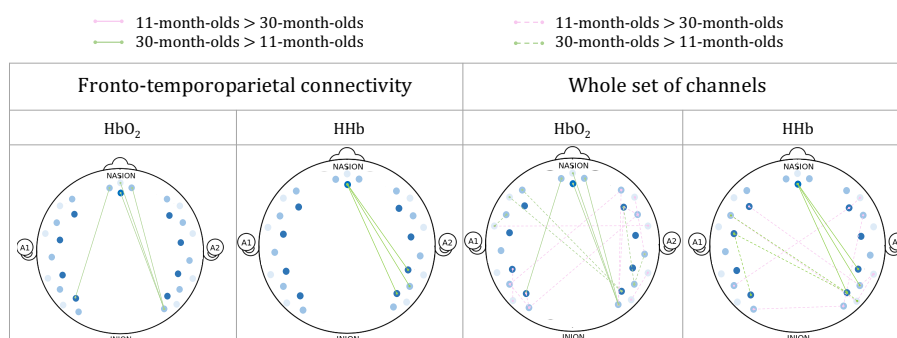 11-month-olds > 30-month-olds
30-month-olds > 11-month-olds
11-month-olds > 30-month-olds
30-month-olds > 11-month-olds
Fronto-temporoparietal connectivity
Whole set of channels
HbO₂
HHb
HbO₂
HHb
NASION
NASION
NASION
NASION
A1
A2
A1
A2
A1
A2
A1